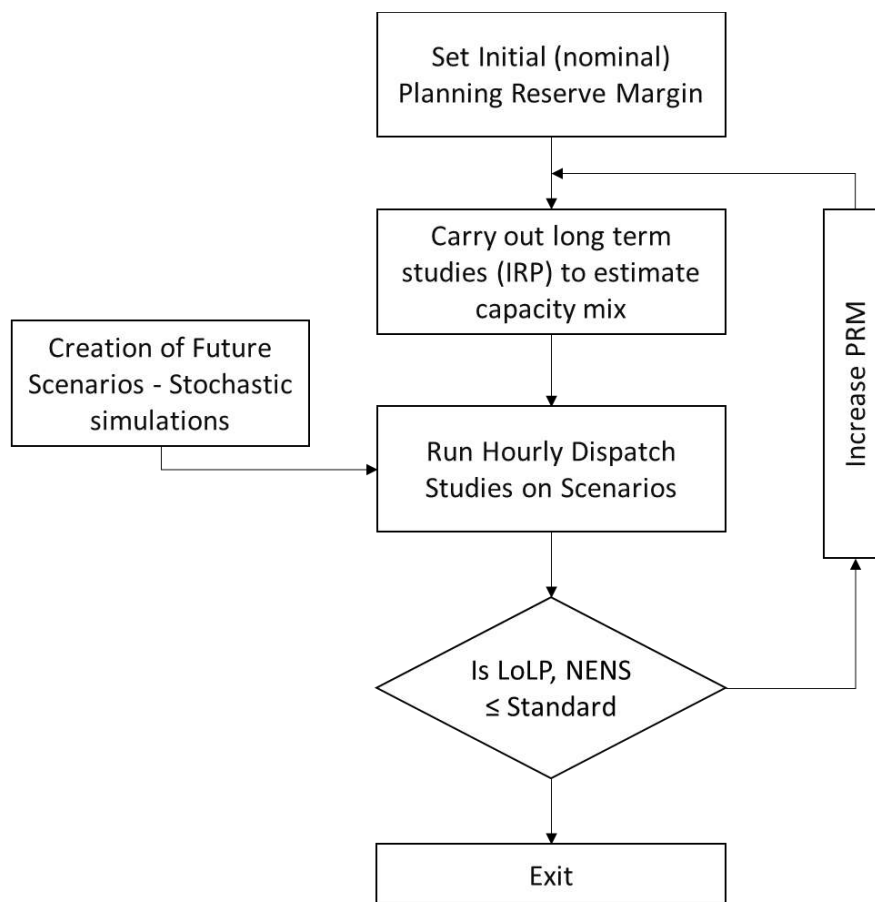 Set Initial (nominal)
Planning Reserve Margin
Carry out long term
studies (IRP) to estimate
capacity mix
Creation of Future
Scenarios - Stochastic
simulations
Run Hourly Dispatch
Studies on Scenarios
Increase PRM
Is LoLP, NENS
≤ Standard
Exit